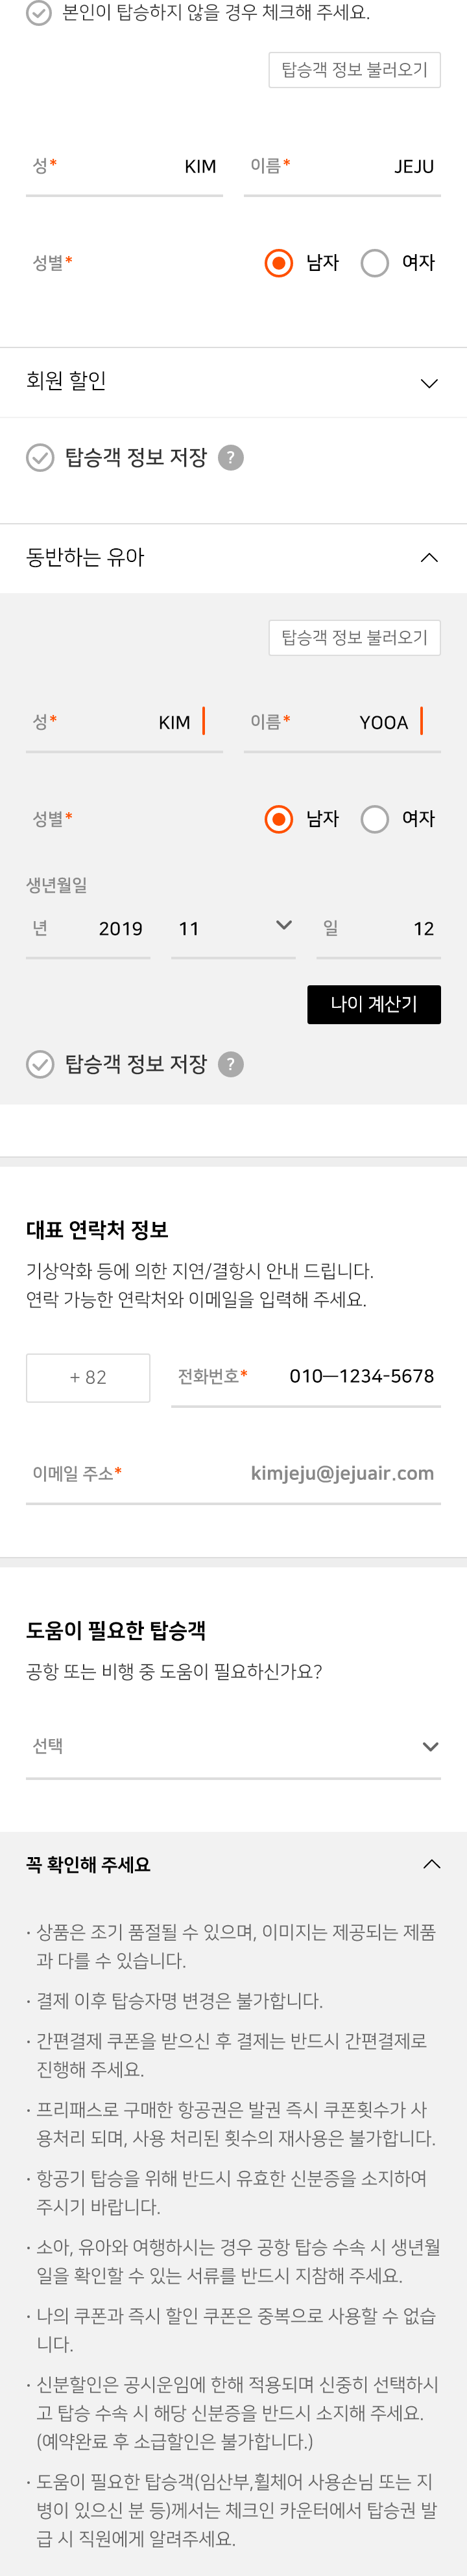 본인이 탑승하지 않을 경우 체크해 주세요.
탑승객 정보 불러오기
성* KIM 이름* JEJU
성별* 남자 여자
회원 할인
탑승객 정보 저장 ?
동반하는 유아
탑승객 정보 불러오기
성* KIM 이름* YOOA
성별* 남자 여자
생년월일
년 2019 11 일 12
나이 계산기
탑승객 정보 저장 ?
대표 연락처 정보
기상악화 등에 의한 지연/결항시 안내 드립니다.
연락 가능한 연락처와 이메일을 입력해 주세요.
+ 82 전화번호* 010—1234-5678
이메일 주소* kimjeju@jejuair.com
도움이 필요한 탑승객
공항 또는 비행 중 도움이 필요하신가요?
선택
꼭 확인해 주세요
· 상품은 조기 품절될 수 있으며, 이미지는 제공되는 제품
과 다를 수 있습니다.
· 결제 이후 탑승자명 변경은 불가합니다.
· 간편결제 쿠폰을 받으신 후 결제는 반드시 간편결제로
진행해 주세요.
· 프리패스로 구매한 항공권은 발권 즉시 쿠폰횟수가 사
용처리 되며, 사용 처리된 횟수의 재사용은 불가합니다.
· 항공기 탑승을 위해 반드시 유효한 신분증을 소지하여
주시기 바랍니다.
· 소아, 유아와 여행하시는 경우 공항 탑승 수속 시 생년월
일을 확인할 수 있는 서류를 반드시 지참해 주세요.
· 나의 쿠폰과 즉시 할인 쿠폰은 중복으로 사용할 수 없습
니다.
· 신분할인은 공시운임에 한해 적용되며 신중히 선택하시
고 탑승 수속 시 해당 신분증을 반드시 소지해 주세요.
(예약완료 후 소급할인은 불가합니다.)
· 도움이 필요한 탑승객(임산부,휠체어 사용손님 또는 지
병이 있으신 분 등)께서는 체크인 카운터에서 탑승권 발
급 시 직원에게 알려주세요.